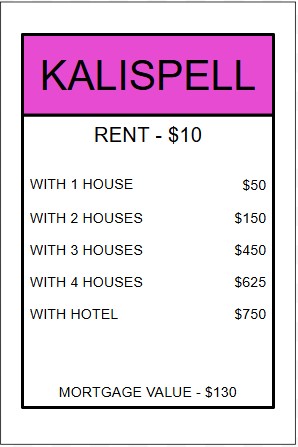 KALISPELL
RENT - $10
WITH 1 HOUSE $50
WITH 2 HOUSES $150
WITH 3 HOUSES $450
WITH 4 HOUSES $625
WITH HOTEL $750
MORTGAGE VALUE - $130